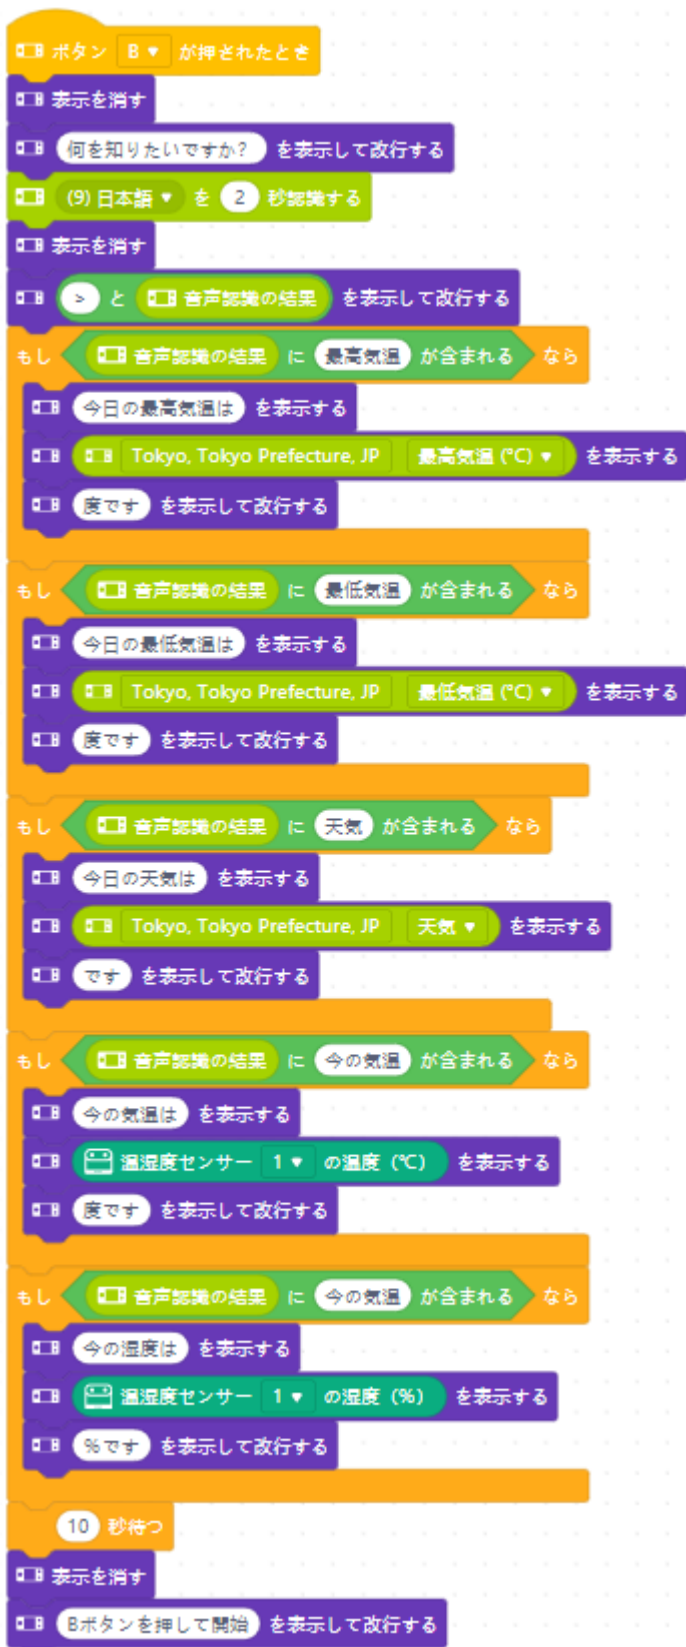 ボタン B ▼ が押されたとき
表示を消す
何を知りたいですか? を表示して改行する
(9) 日本語 ▼ を 2 秒認識する
表示を消す
> と 音声認識の結果 を表示して改行する
もし 音声認識の結果 に 最高気温 が含まれる なら
今日の最高気温は を表示する
Tokyo, Tokyo Prefecture, JP 最高気温 (°C) ▼ を表示する
度です を表示して改行する
もし 音声認識の結果 に 最低気温 が含まれる なら
今日の最低気温は を表示する
Tokyo, Tokyo Prefecture, JP 最低気温 (°C) ▼ を表示する
度です を表示して改行する
もし 音声認識の結果 に 天気 が含まれる なら
今日の天気は を表示する
Tokyo, Tokyo Prefecture, JP 天気 ▼ を表示する
です を表示して改行する
もし 音声認識の結果 に 今の気温 が含まれる なら
今の気温は を表示する
温湿度センサー 1 ▼ の温度 (℃) を表示する
度です を表示して改行する
もし 音声認識の結果 に 今の気温 が含まれる なら
今の湿度は を表示する
温湿度センサー 1 ▼ の湿度 (%) を表示する
%です を表示して改行する
10 秒待つ
表示を消す
Bボタンを押して開始 を表示して改行する